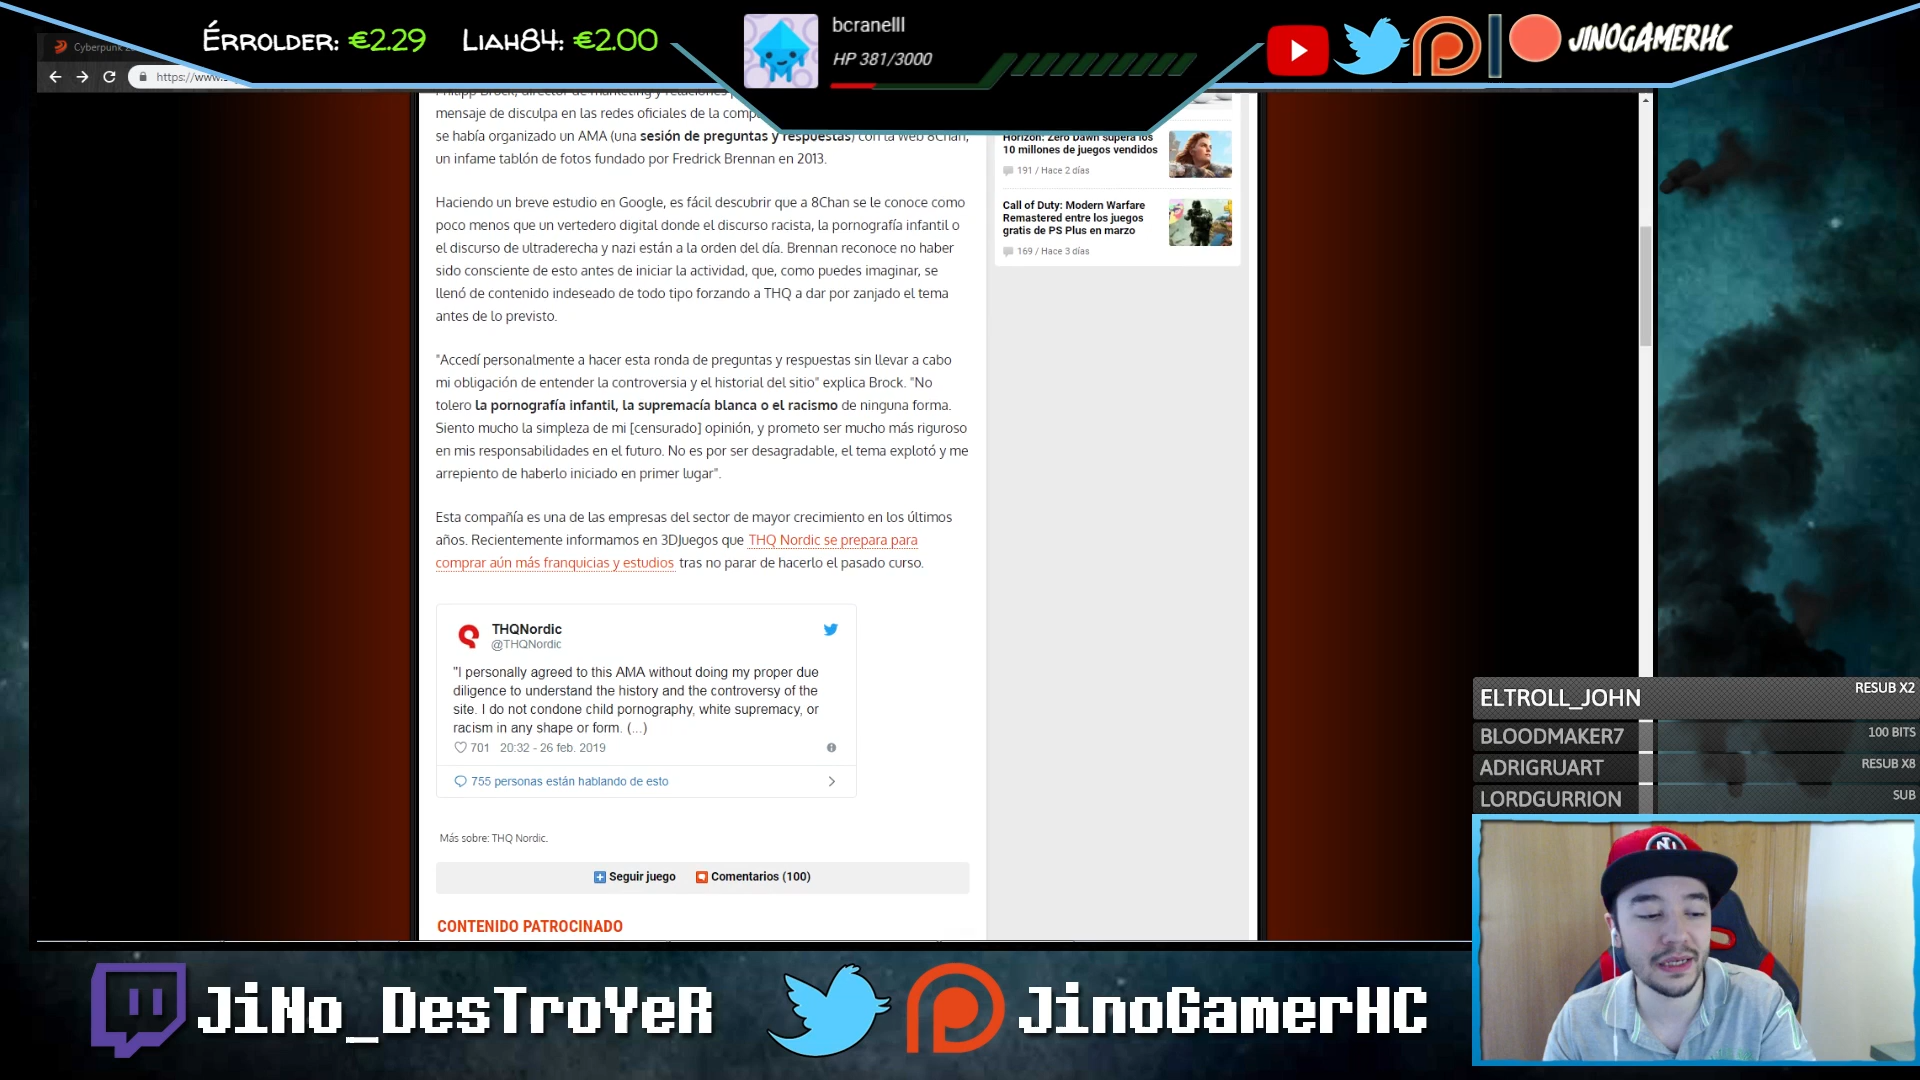 Érrolder: €2.29 Liah84: €2.00
bcranelll
HP 381/3000
JINOGAMERHC
Cyberpunk
https://www.
mensaje de disculpa en las redes oficiales de la
se había organizado un AMA (una sesión de preguntas y respuestas) con la web 8Chan,
un infame tablón de fotos fundado por Fredrick Brennan en 2013.
Haciendo un breve estudio en Google, es fácil descubrir que a 8Chan se le conoce como
poco menos que un vertedero digital donde el discurso racista, la pornografía infantil o
el discurso de ultraderecha y nazi están a la orden del día. Brennan reconoce no haber
sido consciente de esto antes de iniciar la actividad, que, como puedes imaginar, se
llenó de contenido indeseado de todo tipo forzando a THQ a dar por zanjado el tema
antes de lo previsto.
"Accedí personalmente a hacer esta ronda de preguntas y respuestas sin llevar a cabo
mi obligación de entender la controversia y el historial del sitio" explica Brock. "No
tolero la pornografía infantil, la supremacía blanca o el racismo de ninguna forma.
Siento mucho la simpleza de mi [censurado] opinión, y prometo ser mucho más riguroso
en mis responsabilidades en el futuro. No es por ser desagradable, el tema explotó y me
arrepiento de haberlo iniciado en primer lugar".
Esta compañía es una de las empresas del sector de mayor crecimiento en los últimos
años. Recientemente informamos en 3DJuegos que THQ Nordic se prepara para
comprar aún más franquicias y estudios tras no parar de hacerlo el pasado curso.
THQNordic
@THQNordic
"I personally agreed to this AMA without doing my proper due
diligence to understand the history and the controversy of the
site. I do not condone child pornography, white supremacy, or
racism in any shape or form. (...)
701 20:32 - 26 feb. 2019
755 personas están hablando de esto
Más sobre: THQ Nordic.
Seguir juego Comentarios (100)
CONTENIDO PATROCINADO
Horizon: Zero Dawn supera los
10 millones de juegos vendidos
191 / Hace 2 días
Call of Duty: Modern Warfare
Remastered entre los juegos
gratis de PS Plus en marzo
169 / Hace 3 días
ELTROLL_JOHN RESUB X2
BLOODMAKER7 100 BITS
ADRIGRUART RESUB X8
LORDGURRION SUB
JiNo_DesTroYeR JinoGamerHC